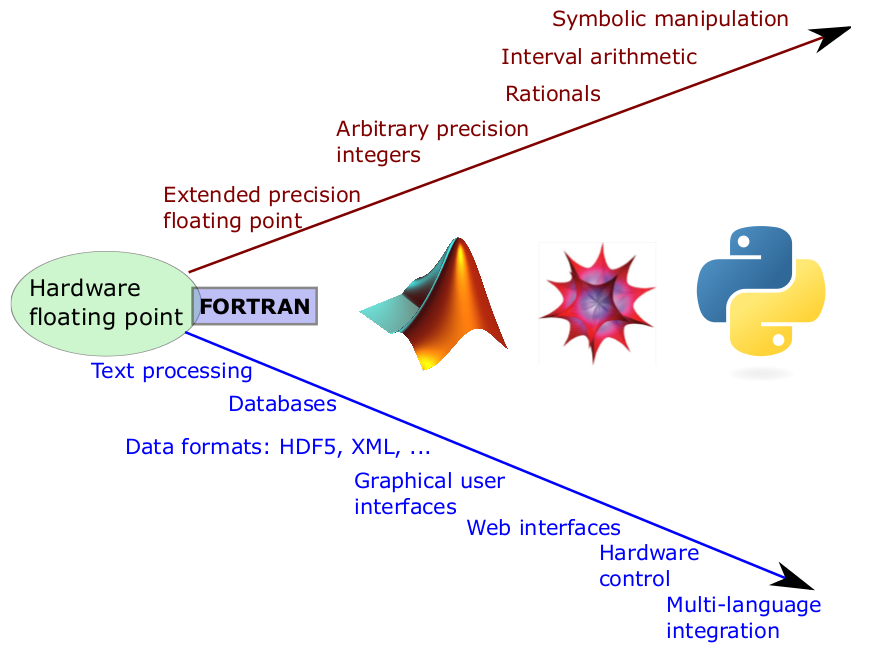 Symbolic manipulation
Interval arithmetic
Rationals
Arbitrary precision
integers
Extended precision
floating point
Hardware
floating point
FORTRAN
Text processing
Databases
Data formats: HDF5, XML, ...
Graphical user
interfaces
Web interfaces
Hardware
control
Multi-language
integration